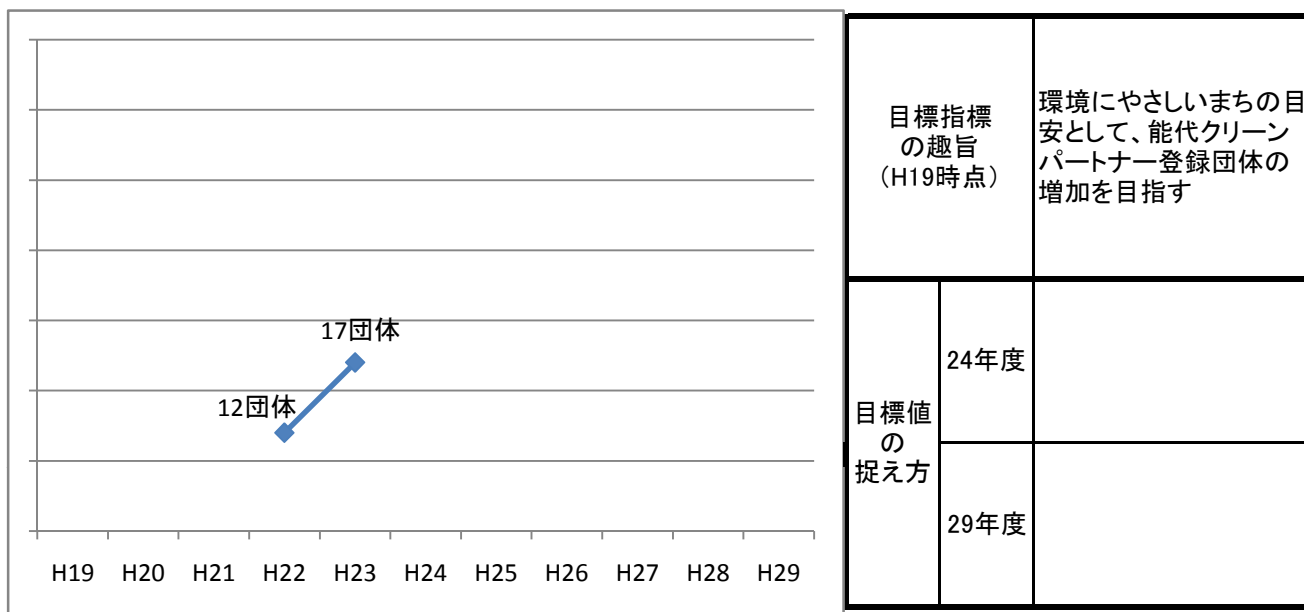 17団体
12団体
H19 H20 H21 H22 H23 H24 H25 H26 H27 H28 H29
目標指標
の趣旨
（H19時点）
環境にやさしいまちの目
安として、能代クリーン
パートナー登録団体の
増加を目指す
目標値
の
捉え方
24年度
29年度